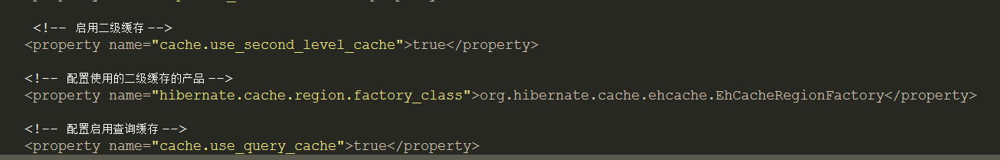 <!-- 启用二级缓存 -->
<property name="cache.use_second_level_cache">true</property>
<!-- 配置使用的二级缓存的产品 -->
<property name="hibernate.cache.region.factory_class">org.hibernate.cache.ehcache.EhCacheRegionFactory</property>
<!-- 配置启用查询缓存 -->
<property name="cache.use_query_cache">true</property>